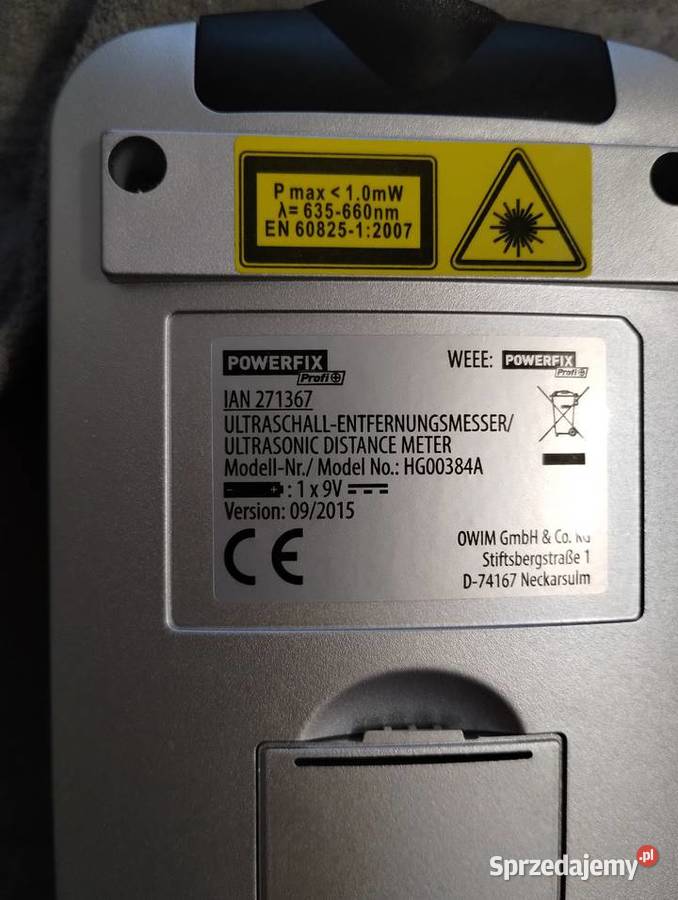 P max < 1.0mW
λ= 635-660nm
EN 60825-1:2007
POWERFIX
Profi+
WEEE: POWERFIX
Profi+
IAN 271367
ULTRASCHALL-ENTFERNUNGSMESSER/
ULTRASONIC DISTANCE METER
Modell-Nr./ Model No.: HG00384A
- + : 1 x 9V
Version: 09/2015
CE
OWIM GmbH & Co. KG
Stiftsbergstraße 1
D-74167 Neckarsulm
Sprzedajemy.pl